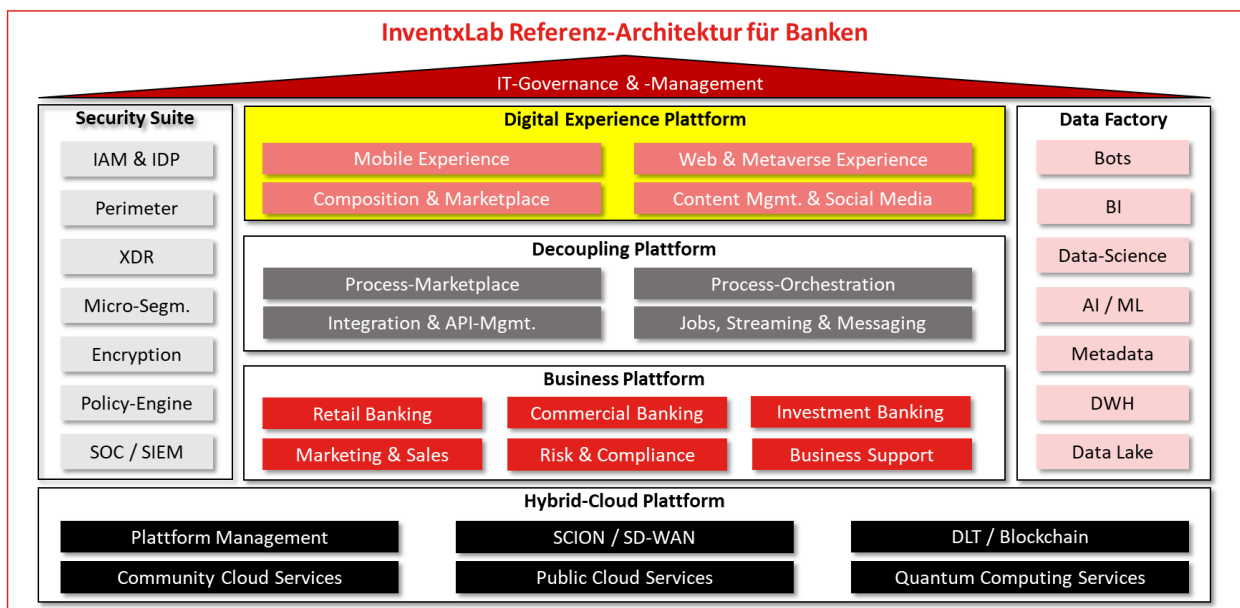 InventxLab Referenz-Architektur für Banken
IT-Governance & -Management
Security Suite
IAM & IDP
Perimeter
XDR
Micro-Segm.
Encryption
Policy-Engine
SOC / SIEM
Digital Experience Plattform
Mobile Experience
Web & Metaverse Experience
Composition & Marketplace
Content Mgmt. & Social Media
Decoupling Plattform
Process-Marketplace
Process-Orchestration
Integration & API-Mgmt.
Jobs, Streaming & Messaging
Business Plattform
Retail Banking
Commercial Banking
Investment Banking
Marketing & Sales
Risk & Compliance
Business Support
Data Factory
Bots
BI
Data-Science
AI / ML
Metadata
DWH
Data Lake
Hybrid-Cloud Plattform
Plattform Management
SCION / SD-WAN
DLT / Blockchain
Community Cloud Services
Public Cloud Services
Quantum Computing Services